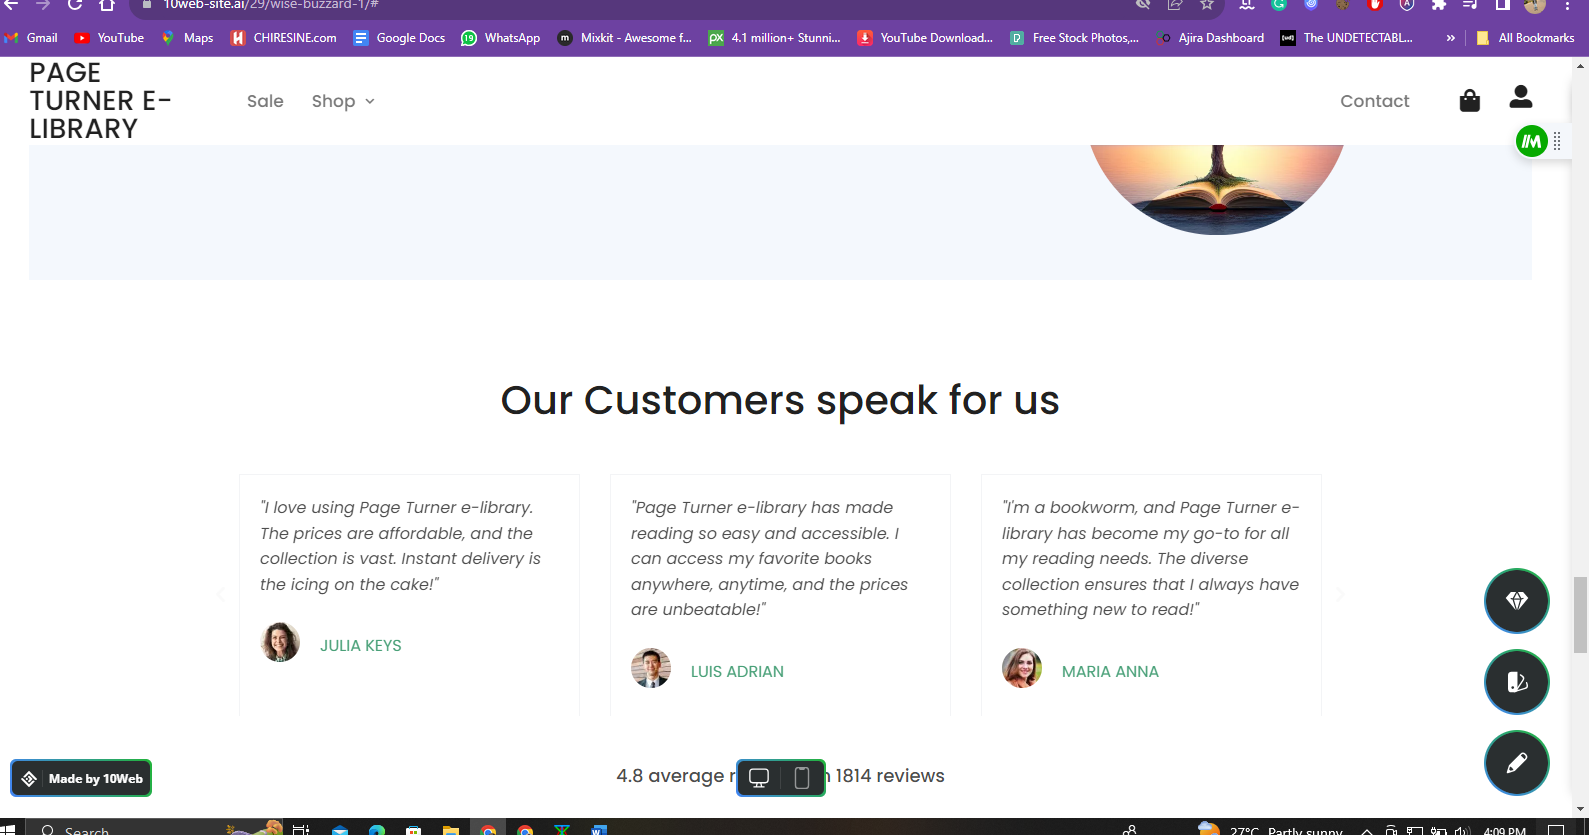 10web-site.ai/29/wise-buzzard-1/#
Gmail YouTube Maps CHIRESINE.com Google Docs WhatsApp Mixkit - Awesome f... 4.1 million+ Stunni... YouTube Download... Free Stock Photos,... Ajira Dashboard The UNDETECTABL... » All Bookmarks
PAGE
TURNER E-
LIBRARY
Sale Shop Contact
Our Customers speak for us
"I love using Page Turner e-library.
The prices are affordable, and the
collection is vast. Instant delivery is
the icing on the cake!"
JULIA KEYS
"Page Turner e-library has made
reading so easy and accessible. I
can access my favorite books
anywhere, anytime, and the prices
are unbeatable!"
LUIS ADRIAN
"I'm a bookworm, and Page Turner e-
library has become my go-to for all
my reading needs. The diverse
collection ensures that I always have
something new to read!"
MARIA ANNA
4.8 average 1814 reviews
Made by 10Web
Search
27°C Partly sunny 4:09 PM